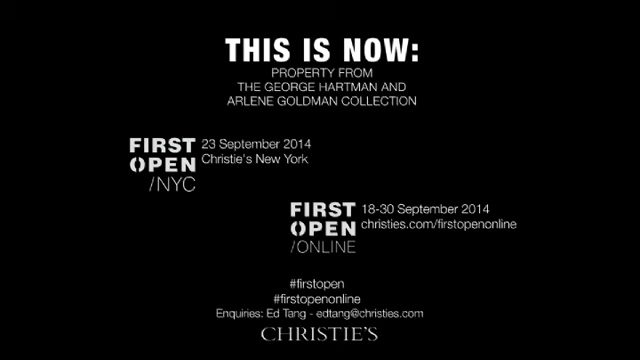 THIS IS NOW:
PROPERTY FROM
THE GEORGE HARTMAN AND
ARLENE GOLDMAN COLLECTION
FIRST
OPEN
/NYC
23 September 2014
Christie's New York
FIRST
OPEN
/ONLINE
18-30 September 2014
christies.com/firstopenonline
#firstopen
#firstopenonline
Enquiries: Ed Tang - edtang@christies.com
CHRISTIE'S